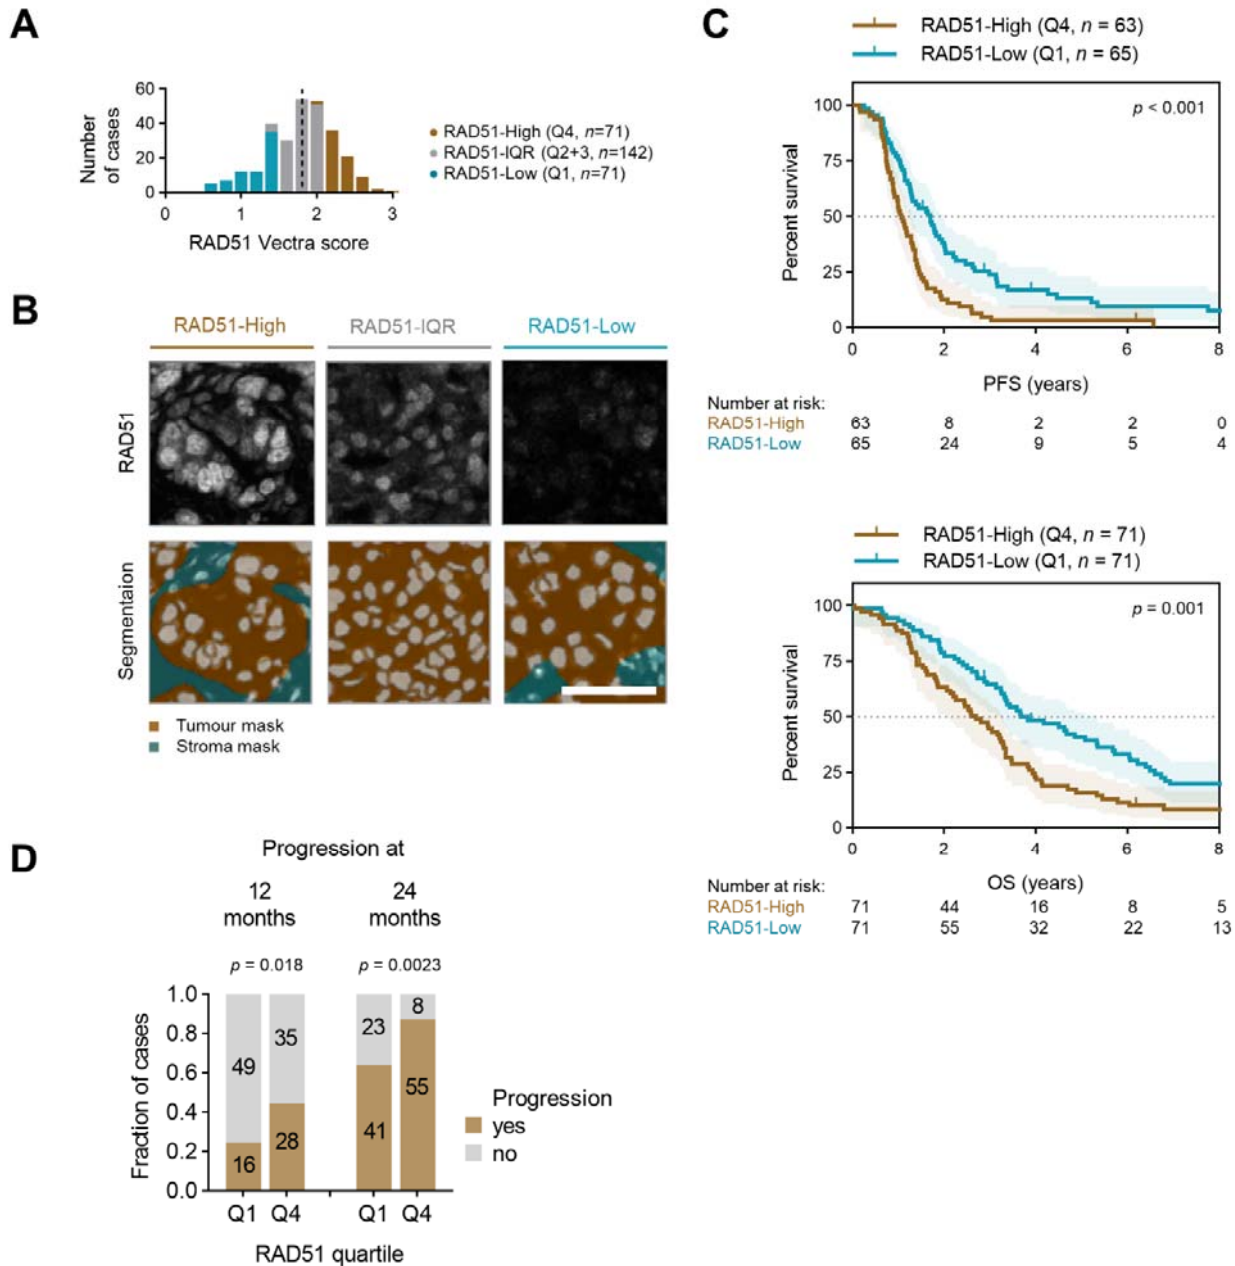 A
60
40
20
0
Number
of cases
0 1 2 3
RAD51 Vectra score
RAD51-High (Q4, n=71)
RAD51-IQR (Q2+3, n=142)
RAD51-Low (Q1, n=71)
B
RAD51-High RAD51-IQR RAD51-Low
RAD51
Segmentaion
Tumour mask
Stroma mask
C
RAD51-High (Q4, n = 63)
RAD51-Low (Q1, n = 65)
p < 0.001
100
75
50
25
0
Percent survival
0 2 4 6 8
PFS (years)
Number at risk:
RAD51-High 63 8 2 2 0
RAD51-Low 65 24 9 5 4
RAD51-High (Q4, n = 71)
RAD51-Low (Q1, n = 71)
p = 0.001
100
75
50
25
0
Percent survival
0 2 4 6 8
OS (years)
Number at risk:
RAD51-High 71 44 16 8 5
RAD51-Low 71 55 32 22 13
D
Progression at
12 24
months months
p = 0.018 p = 0.0023
1.0
0.8
0.6
0.4
0.2
0.0
Fraction of cases
49 35 23 8
16 28 41 55
Q1 Q4 Q1 Q4
RAD51 quartile
Progression
yes
no